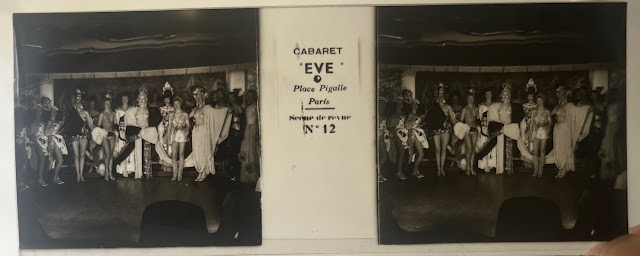 CABARET
"EVE"
Place Pigalle
Paris
Scène de revue
N° 12